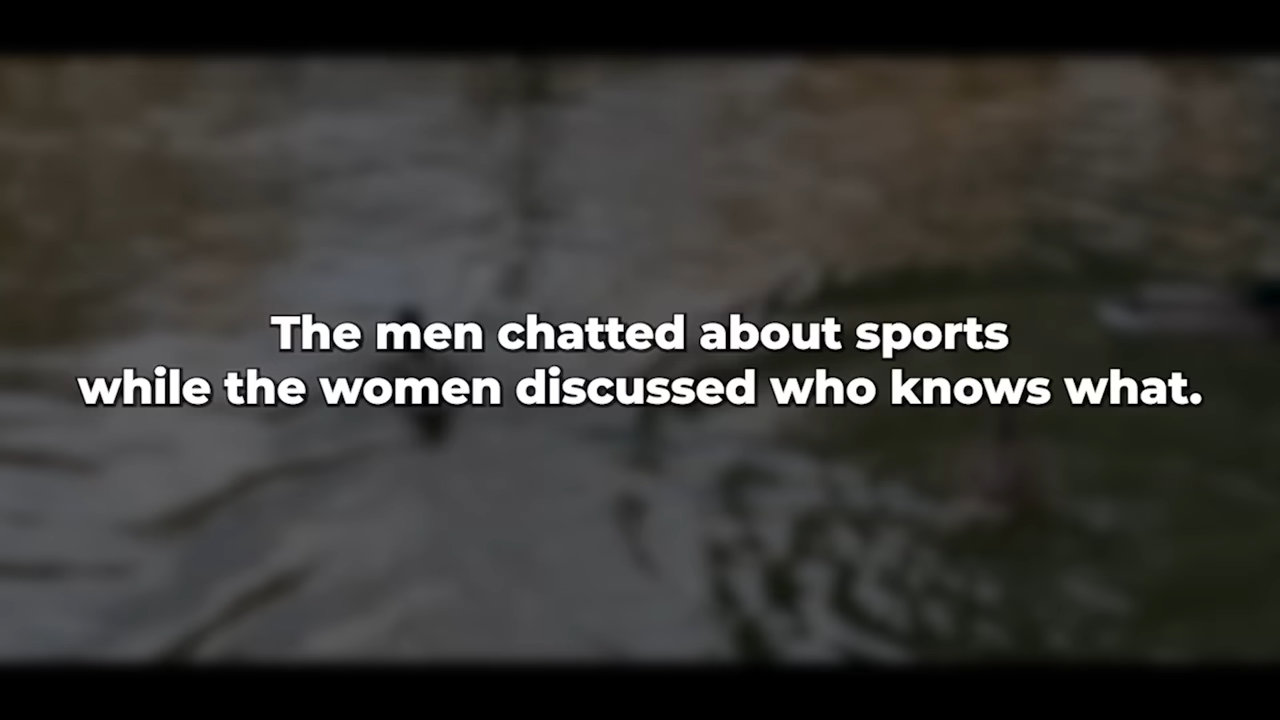 The men chatted about sports
while the women discussed who knows what.